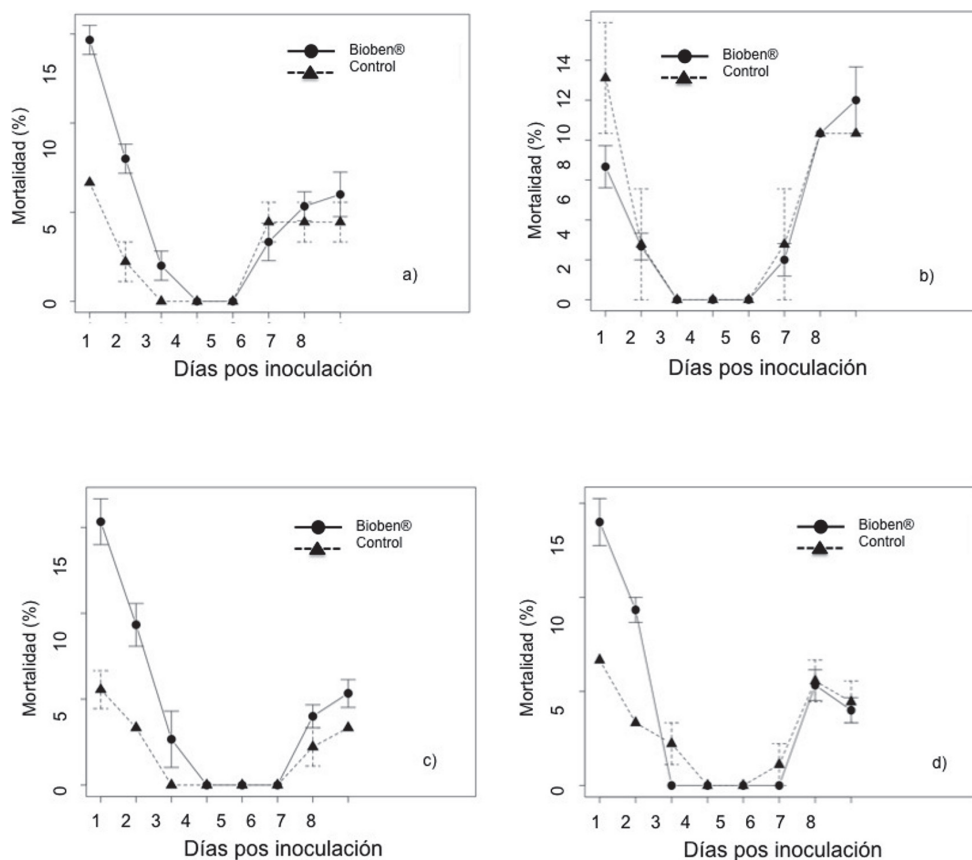 Bioben®
Control
Mortalidad (%)
15
10
5
0
a)
1 2 3 4 5 6 7 8
Días pos inoculación
Bioben®
Control
Mortalidad (%)
14
12
10
8
6
4
2
0
b)
1 2 3 4 5 6 7 8
Días pos inoculación
Bioben®
Control
Mortalidad (%)
15
10
5
0
c)
1 2 3 4 5 6 7 8
Días pos inoculación
Bioben®
Control
Mortalidad (%)
15
10
5
0
d)
1 2 3 4 5 6 7 8
Días pos inoculación